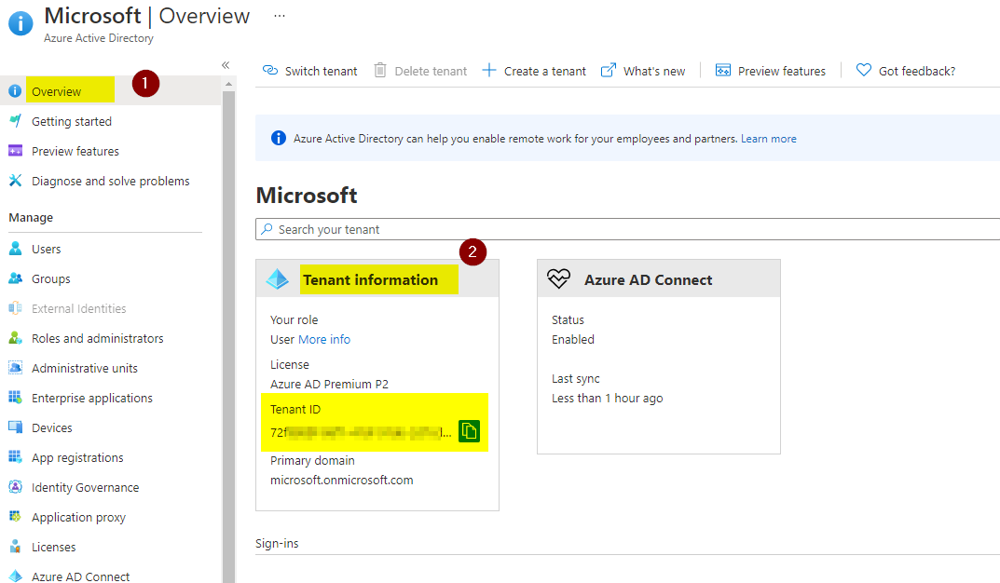 Microsoft | Overview ...
Azure Active Directory
«
Overview
1
Getting started
Preview features
Diagnose and solve problems
Manage
Users
Groups
External Identities
Roles and administrators
Administrative units
Enterprise applications
Devices
App registrations
Identity Governance
Application proxy
Licenses
Azure AD Connect
Switch tenant Delete tenant Create a tenant What's new Preview features Got feedback?
Azure Active Directory can help you enable remote work for your employees and partners. Learn more
Microsoft
Search your tenant
2
Tenant information
Your role
User More info
License
Azure AD Premium P2
Tenant ID
72f
Primary domain
microsoft.onmicrosoft.com
Azure AD Connect
Status
Enabled
Last sync
Less than 1 hour ago
Sign-ins